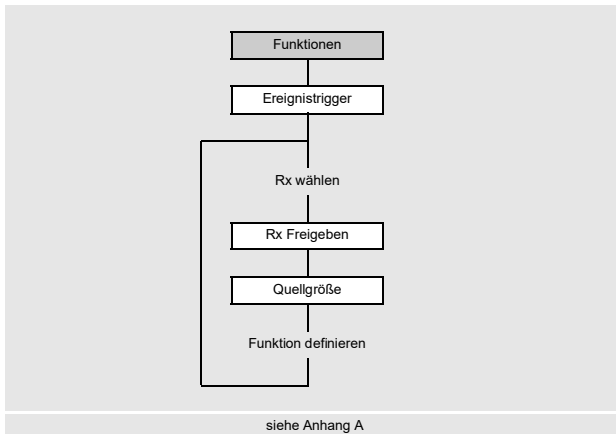 Funktionen
Ereignistrigger
Rx wählen
Rx Freigeben
Quellgröße
Funktion definieren
siehe Anhang A